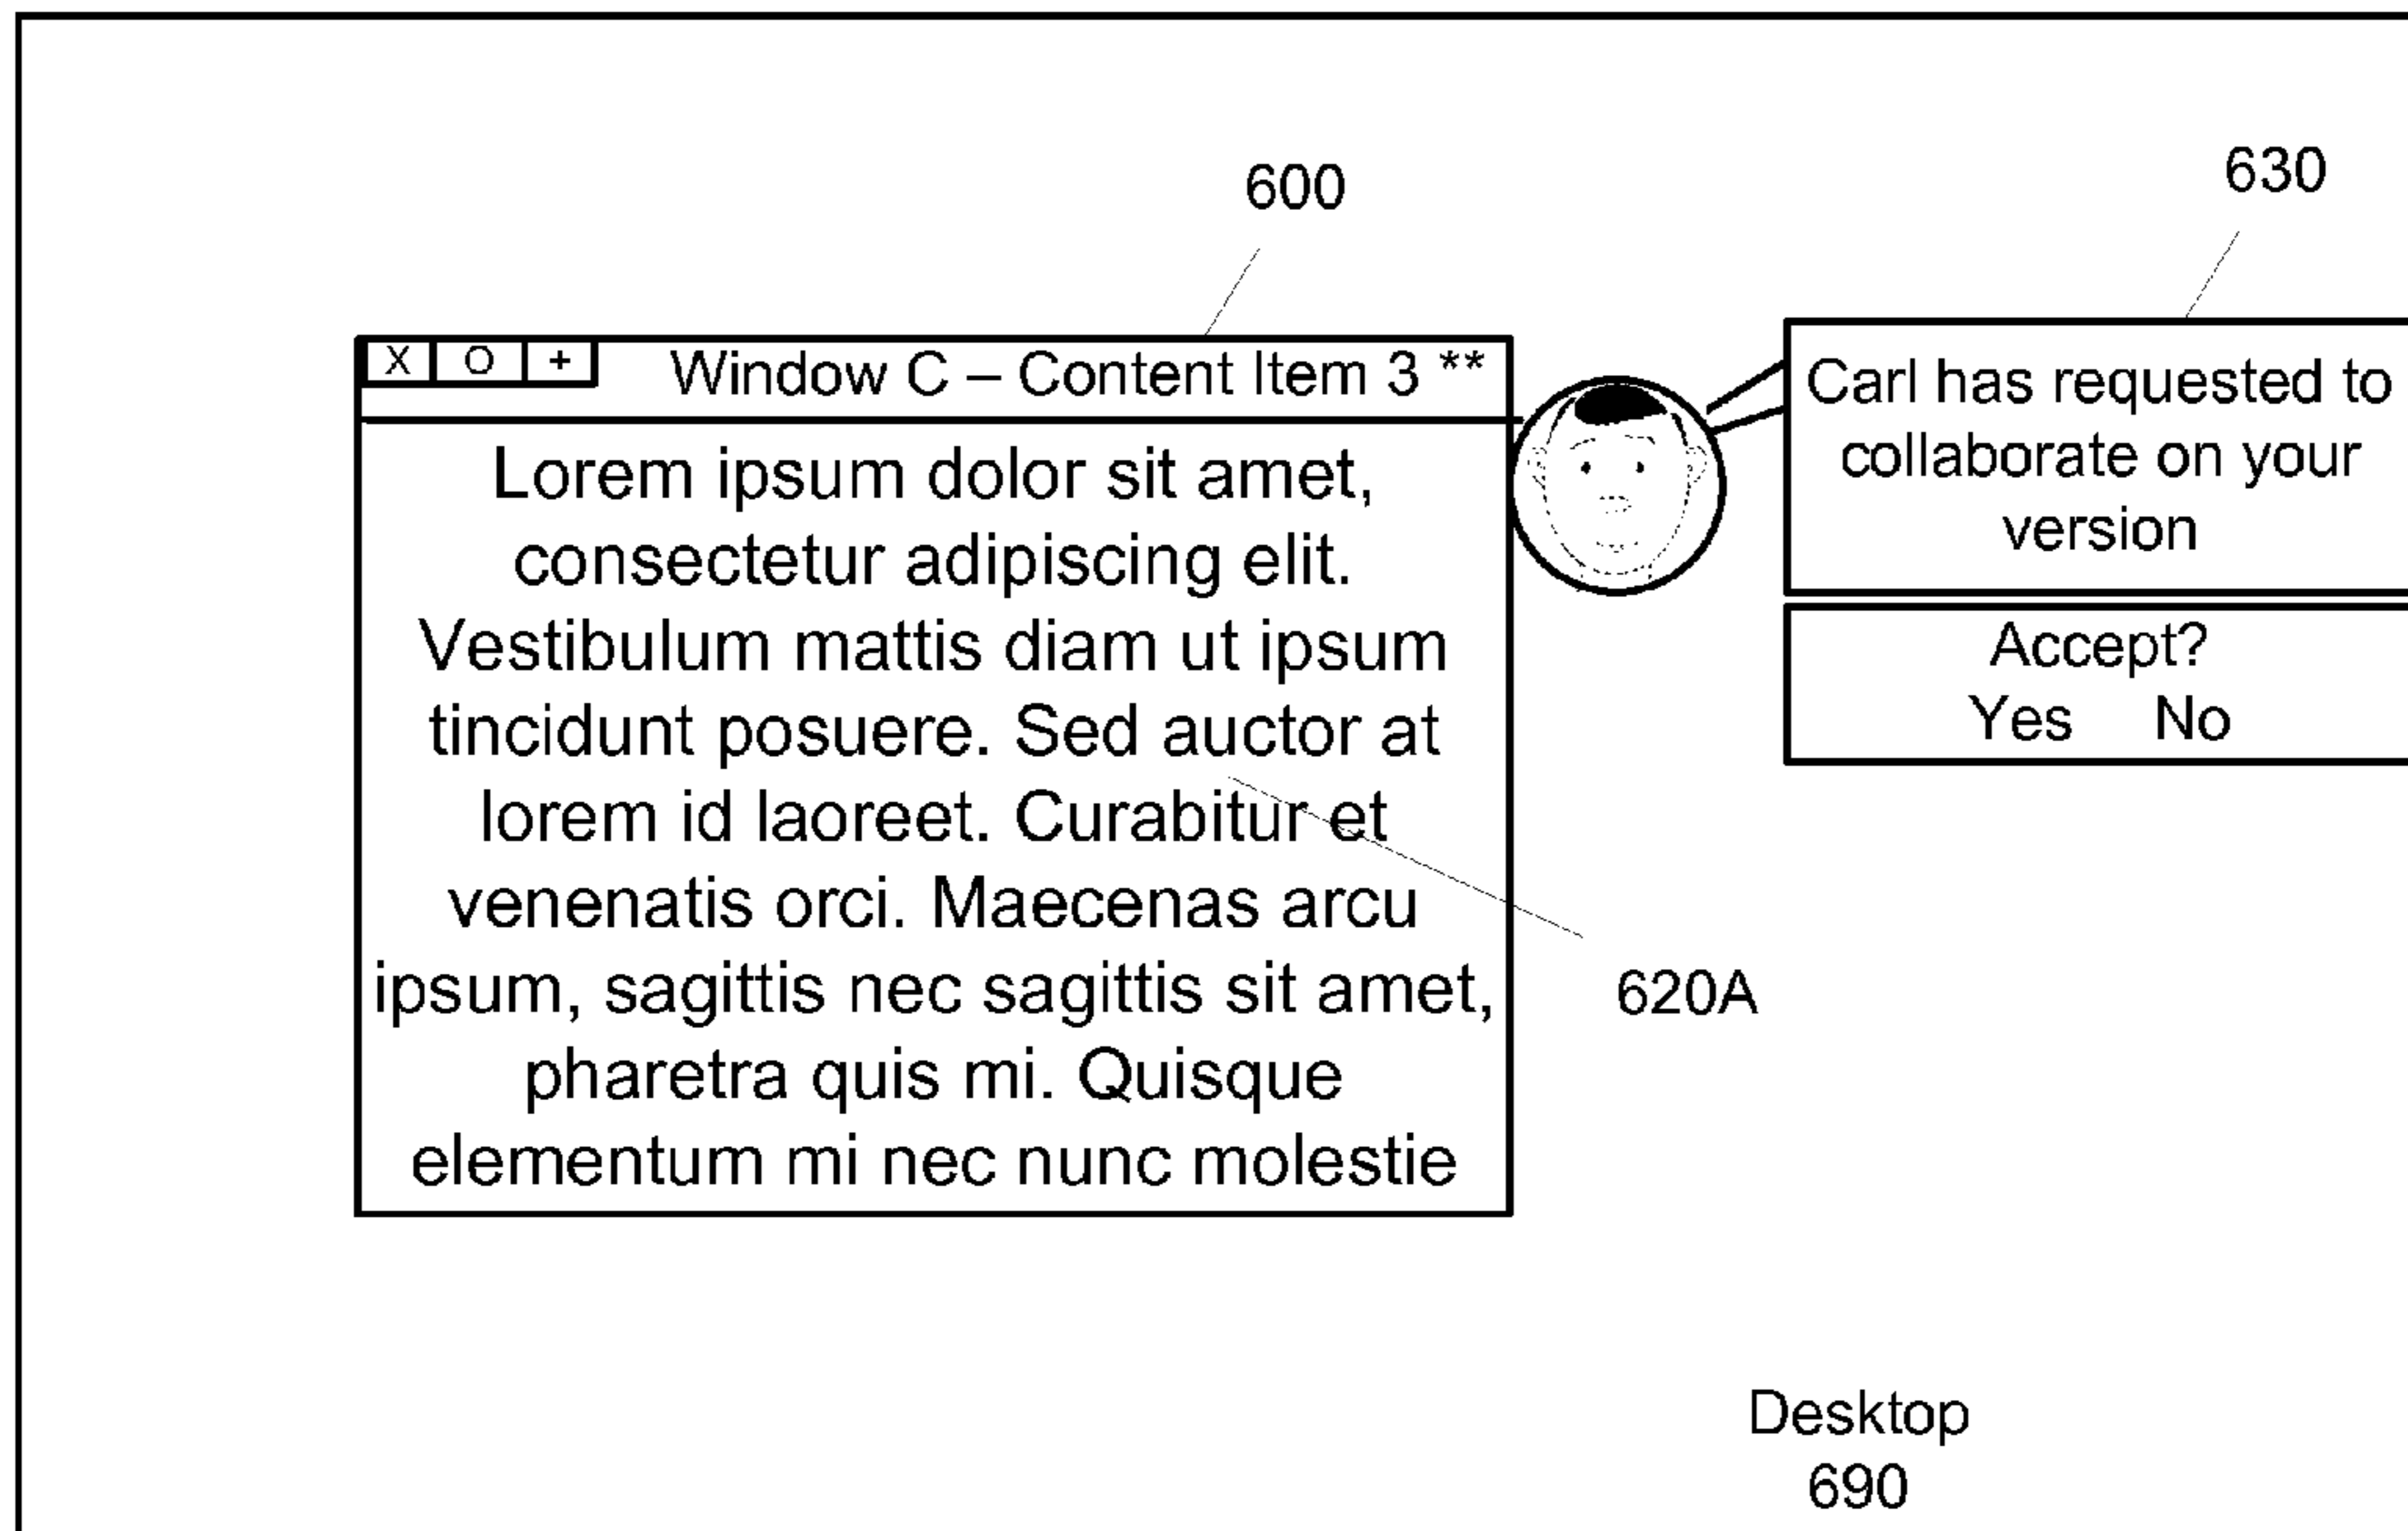 600
630
X O + Window C – Content Item 3 **
Lorem ipsum dolor sit amet,
consectetur adipiscing elit.
Vestibulum mattis diam ut ipsum
tincidunt posuere. Sed auctor at
lorem id laoreet. Curabitur et
venenatis orci. Maecenas arcu
ipsum, sagittis nec sagittis sit amet,
pharetra quis mi. Quisque
elementum mi nec nunc molestie
Carl has requested to
collaborate on your
version
Accept?
Yes No
620A
Desktop
690